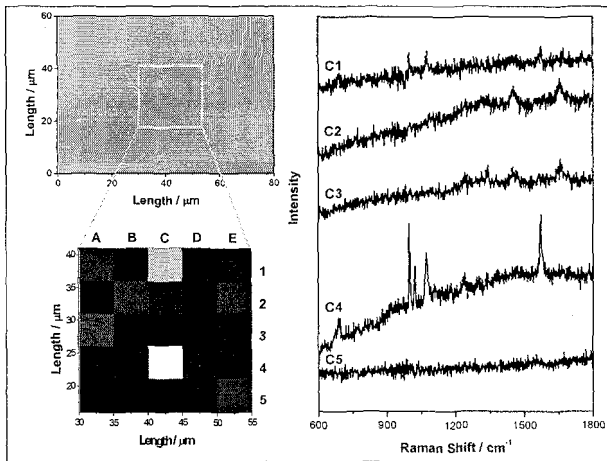 60
40
20
0
Length / μm
0 20 40 60 80
Length / μm
A B C D E
40
35
30
25
20
Length / μm
1
2
3
4
5
30 35 40 45 50 55
Length/μm
Intensity
C1
C2
C3
C4
C5
600 900 1200 1500 1800
Raman Shift / cm⁻¹